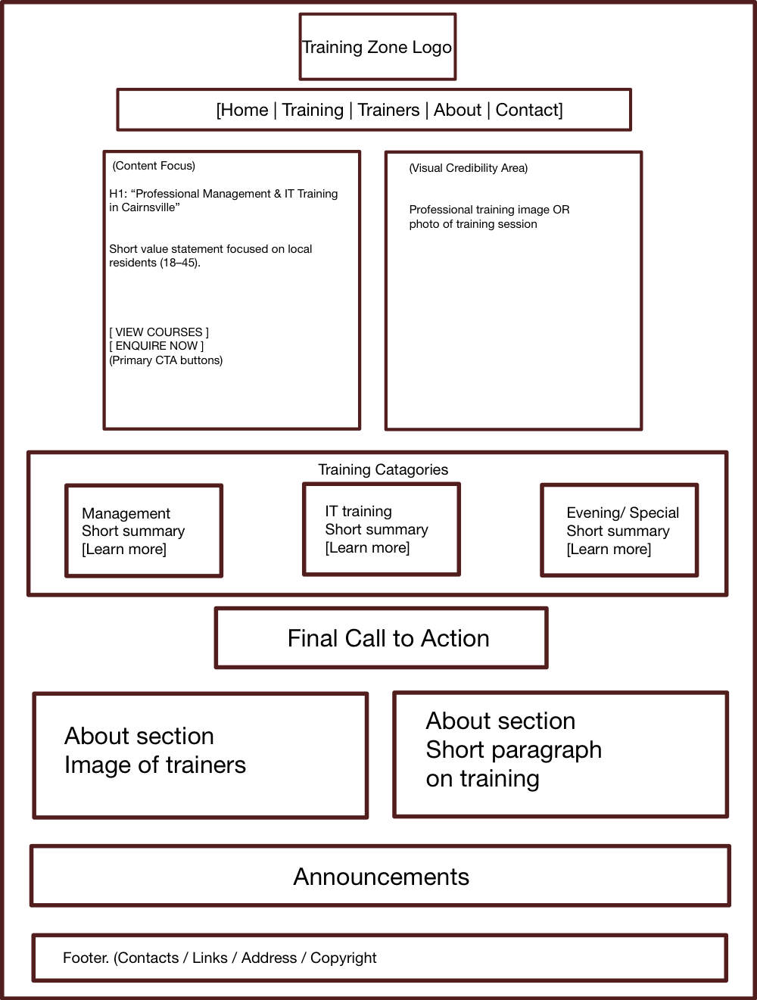 Training Zone Logo
[Home | Training | Trainers | About | Contact]
(Content Focus)
H1: “Professional Management & IT Training
in Cairnsville”
Short value statement focused on local
residents (18–45).
[ VIEW COURSES ]
[ ENQUIRE NOW ]
(Primary CTA buttons)
(Visual Credibility Area)
Professional training image OR
photo of training session
Training Catagories
Management
Short summary
[Learn more]
IT training
Short summary
[Learn more]
Evening/ Special
Short summary
[Learn more]
Final Call to Action
About section
Image of trainers
About section
Short paragraph
on training
Announcements
Footer. (Contacts / Links / Address / Copyright